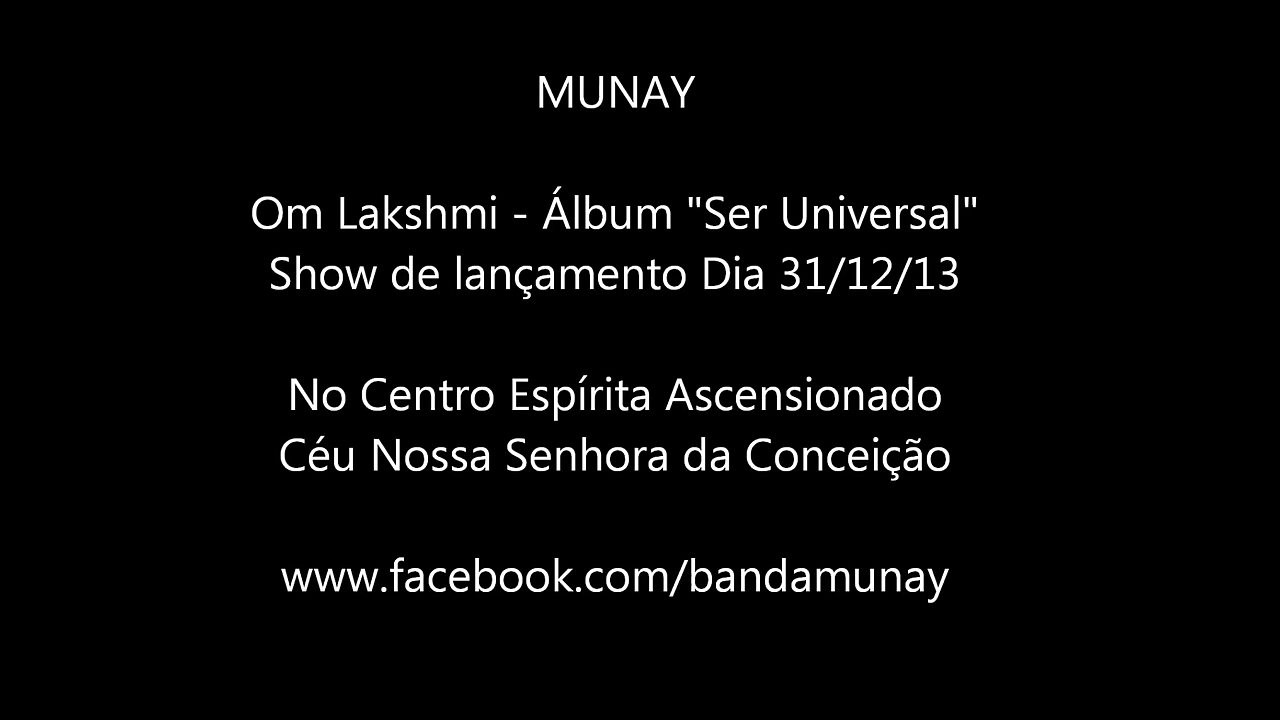 MUNAY
Om Lakshmi - Álbum "Ser Universal"
Show de lançamento Dia 31/12/13
No Centro Espírita Ascensionado
Céu Nossa Senhora da Conceição
www.facebook.com/bandamunay